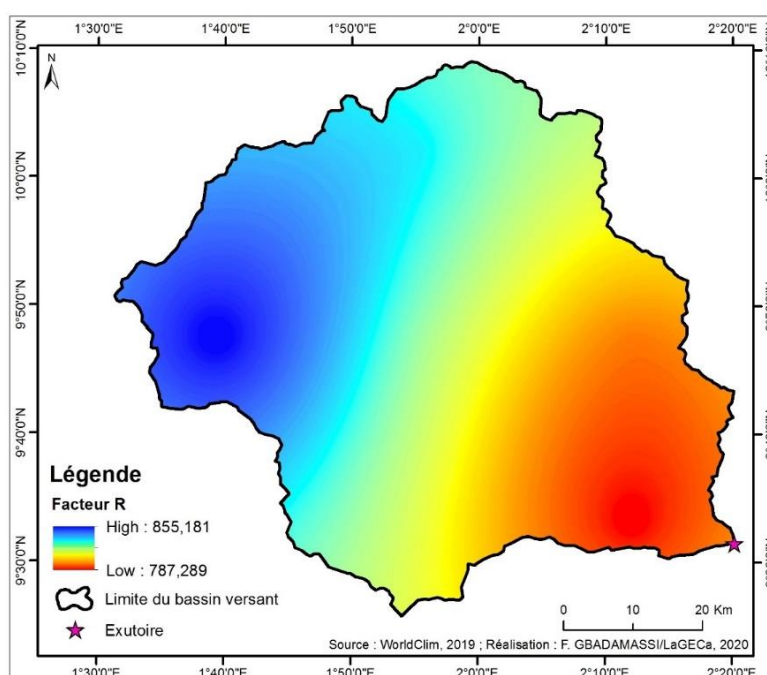 1°30'0"E 1°40'0"E 1°50'0"E 2°0'0"E 2°10'0"E 2°20'0"E
10°10'0"N
N
10°0'0"N
9°50'0"N
9°40'0"N
9°30'0"N
Légende
Facteur R
High : 855,181
Low : 787,289
Limite du bassin versant
Exutoire
0 10 20 Km
Source : WorldClim, 2019 ; Réalisation : F. GBADAMASSI/LaGECa, 2020
1°30'0"E 1°40'0"E 1°50'0"E 2°0'0"E 2°10'0"E 2°20'0"E